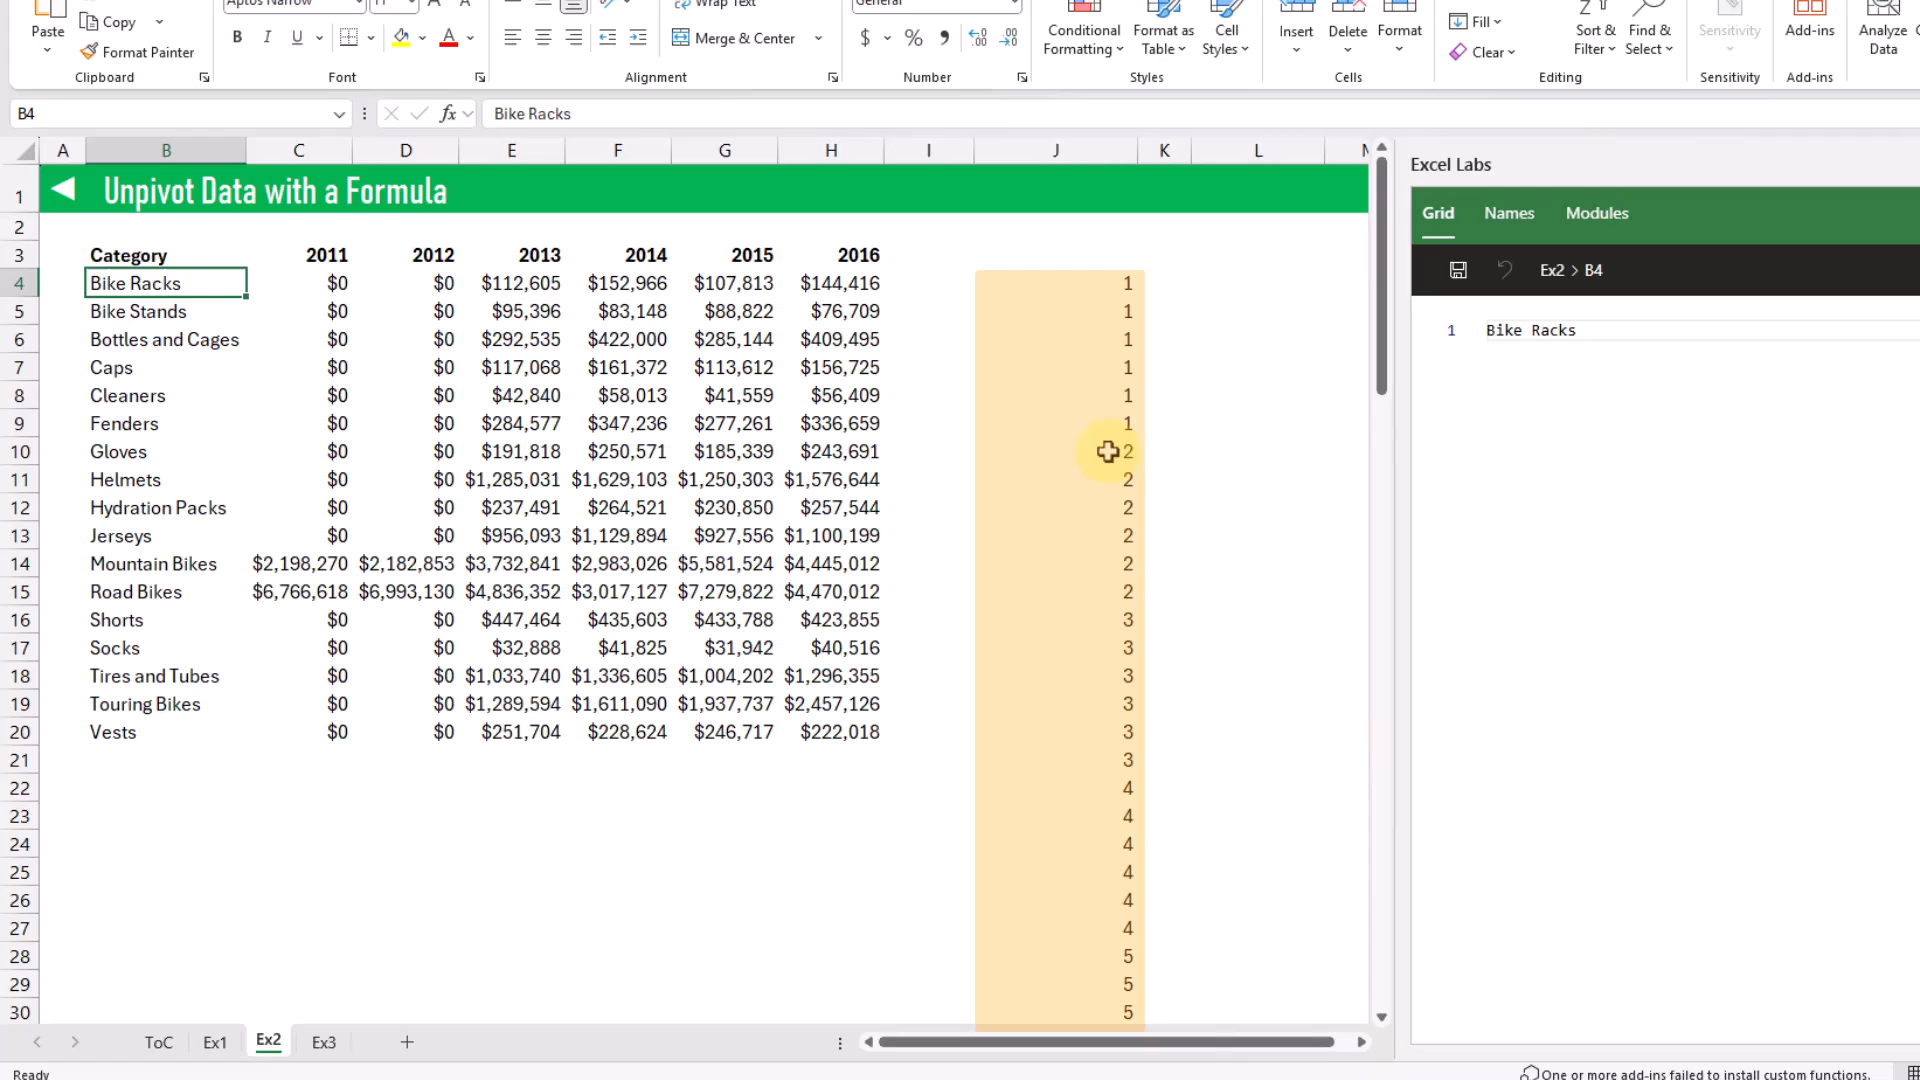 Aptos Narrow 11 Wrap Text General
Paste Copy Format Painter
B I U Merge & Center $ % 9
Conditional Formatting Format as Table Cell Styles Insert Delete Format
Fill Clear Sort & Filter Find & Select Sensitivity Add-ins Analyze Data
Clipboard Font Alignment Number Styles Cells Editing Sensitivity Add-ins
B4 fx Bike Racks
A B C D E F G H I J K L
1 Unpivot Data with a Formula
2
3 Category 2011 2012 2013 2014 2015 2016
4 Bike Racks $0 $0 $112,605 $152,966 $107,813 $144,416 1
5 Bike Stands $0 $0 $95,396 $83,148 $88,822 $76,709 1
6 Bottles and Cages $0 $0 $292,535 $422,000 $285,144 $409,495 1
7 Caps $0 $0 $117,068 $161,372 $113,612 $156,725 1
8 Cleaners $0 $0 $42,840 $58,013 $41,559 $56,409 1
9 Fenders $0 $0 $284,577 $347,236 $277,261 $336,659 1
10 Gloves $0 $0 $191,818 $250,571 $185,339 $243,691 2
11 Helmets $0 $0 $1,285,031 $1,629,103 $1,250,303 $1,576,644 2
12 Hydration Packs $0 $0 $237,491 $264,521 $230,850 $257,544 2
13 Jerseys $0 $0 $956,093 $1,129,894 $927,556 $1,100,199 2
14 Mountain Bikes $2,198,270 $2,182,853 $3,732,841 $2,983,026 $5,581,524 $4,445,012 2
15 Road Bikes $6,766,618 $6,993,130 $4,836,352 $3,017,127 $7,279,822 $4,470,012 2
16 Shorts $0 $0 $447,464 $435,603 $433,788 $423,855 3
17 Socks $0 $0 $32,888 $41,825 $31,942 $40,516 3
18 Tires and Tubes $0 $0 $1,033,740 $1,336,605 $1,004,202 $1,296,355 3
19 Touring Bikes $0 $0 $1,289,594 $1,611,090 $1,937,737 $2,457,126 3
20 Vests $0 $0 $251,704 $228,624 $246,717 $222,018 3
21 3
22 4
23 4
24 4
25 4
26 4
27 4
28 5
29 5
30 5
ToC Ex1 Ex2 Ex3 +
Ready
Excel Labs
Grid Names Modules
Ex2 > B4
1 Bike Racks
One or more add-ins failed to install custom functions.